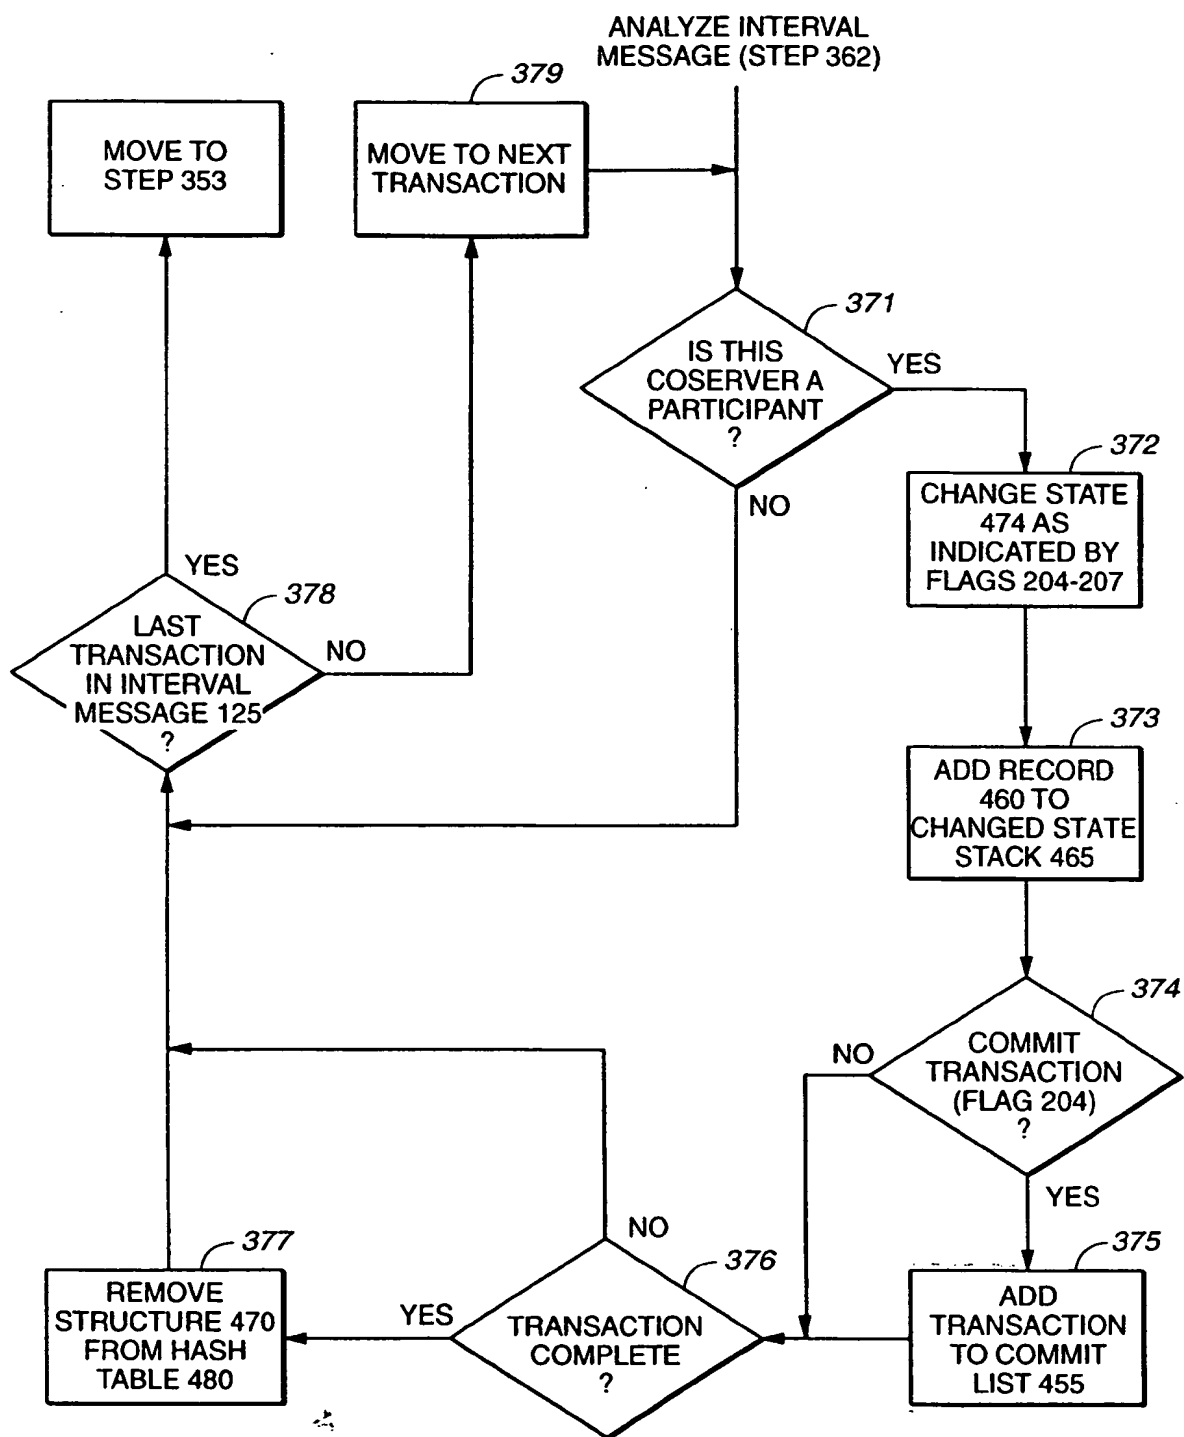 ANALYZE INTERVAL
MESSAGE (STEP 362)
379
MOVE TO
STEP 353
MOVE TO NEXT
TRANSACTION
371
IS THIS
COSERVER A
PARTICIPANT
?
YES
NO
372
CHANGE STATE
474 AS
INDICATED BY
FLAGS 204-207
YES
378
LAST
TRANSACTION
IN INTERVAL
MESSAGE 125
?
NO
373
ADD RECORD
460 TO
CHANGED STATE
STACK 465
374
COMMIT
TRANSACTION
(FLAG 204)
?
NO
YES
375
ADD
TRANSACTION
TO COMMIT
LIST 455
376
TRANSACTION
COMPLETE
?
NO
YES
377
REMOVE
STRUCTURE 470
FROM HASH
TABLE 480